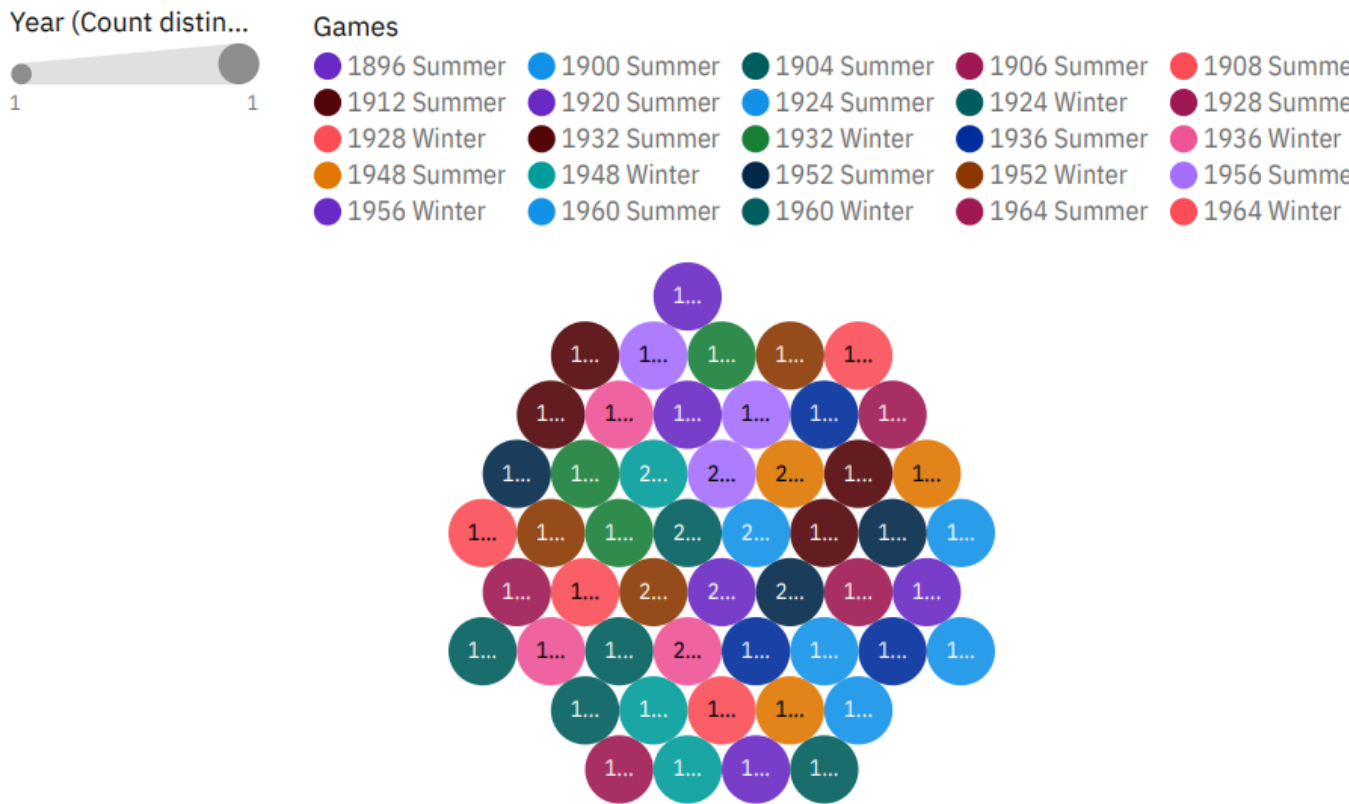 Year (Count distin...
1 1
Games
1896 Summer 1900 Summer 1904 Summer 1906 Summer 1908 Summe
1912 Summer 1920 Summer 1924 Summer 1924 Winter 1928 Summe
1928 Winter 1932 Summer 1932 Winter 1936 Summer 1936 Winter
1948 Summer 1948 Winter 1952 Summer 1952 Winter 1956 Summe
1956 Winter 1960 Summer 1960 Winter 1964 Summer 1964 Winter
1...
1... 1... 1... 1... 1...
1... 1... 1... 1... 1... 1...
1... 1... 2... 2... 2... 1... 1...
1... 1... 1... 2... 2... 1... 1... 1...
1... 1... 2... 2... 2... 1... 1...
1... 1... 1... 2... 1... 1... 1... 1...
1... 1... 1... 1... 1...
1... 1... 1... 1...